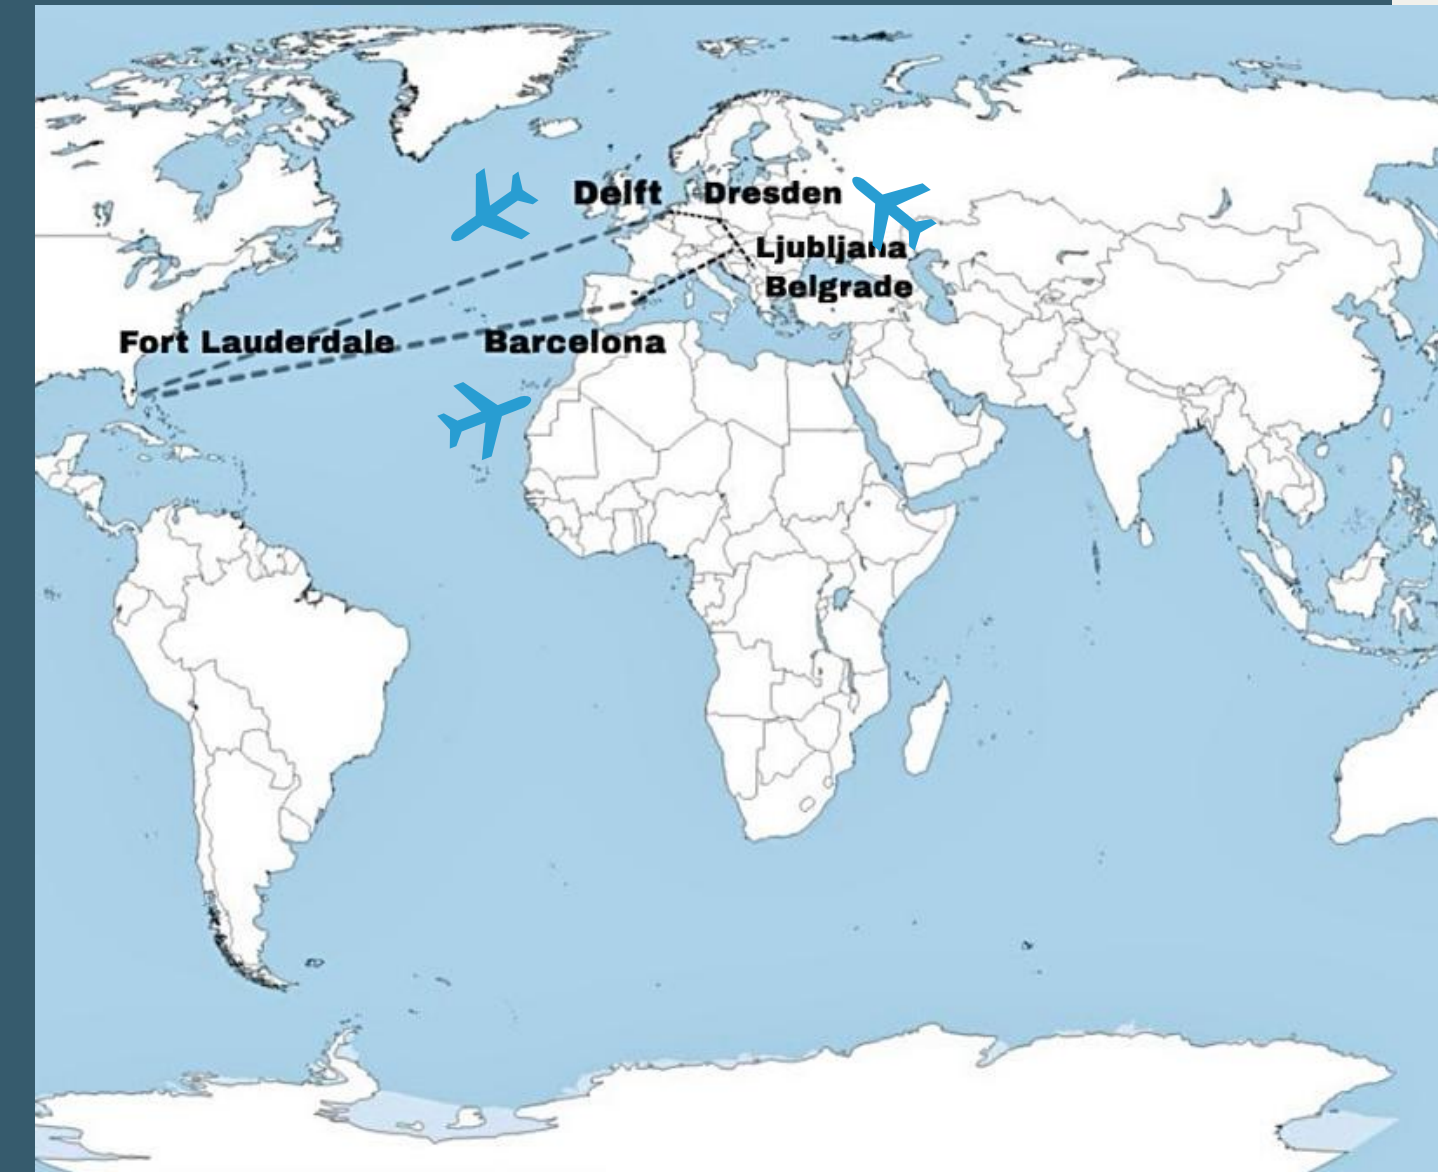 Delft
Dresden
Ljubljana
Belgrade
Fort Lauderdale
Barcelona